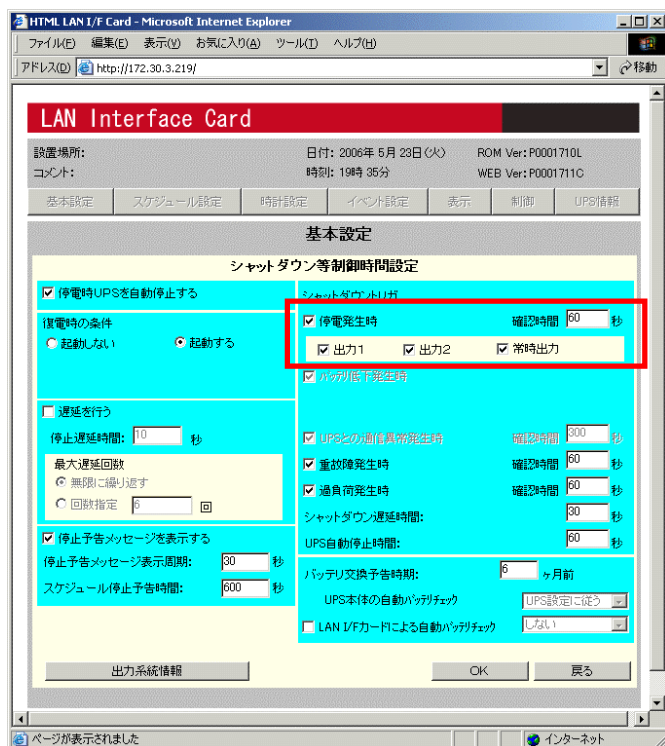 HTML LAN I/F Card - Microsoft Internet Explorer
ファイル(F) 編集(E) 表示(V) お気に入り(A) ツール(T) ヘルプ(H)
アドレス(D) http://172.30.3.219/ 移動
LAN Interface Card
設置場所: 日付: 2006年 5月 23日(火) ROM Ver: P0001710L
コメント: 時刻: 19時 35分 WEB Ver: P0001711C
基本設定 スケジュール設定 時計設定 イベント設定 表示 制御 UPS情報
基本設定
シャットダウン等制御時間設定
停電時UPSを自動停止する
復電時の条件
起動しない 起動する
遅延を行う
停止遅延時間: 10 秒
最大遅延回数
無限に繰り返す
回数指定 6 回
停止予告メッセージを表示する
停止予告メッセージ表示周期: 30 秒
スケジュール停止予告時間: 600 秒
シャットダウントリガ
停電発生時 確認時間 60 秒
出力1 出力2 常時出力
バッテリ低下発生時
UPSとの通信異常発生時 確認時間 300 秒
重故障発生時 確認時間 60 秒
過負荷発生時 確認時間 60 秒
シャットダウン遅延時間: 30 秒
UPS自動停止時間: 60 秒
バッテリ交換予告時期: 6 ヶ月前
UPS本体の自動バッテリチェック UPS設定に従う
LAN I/Fカードによる自動バッテリチェック しない
出力系統情報 OK 戻る
ページが表示されました インターネット